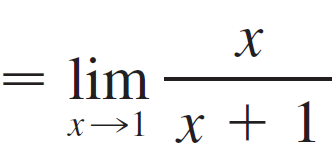 = lim x→1 x / (x + 1)